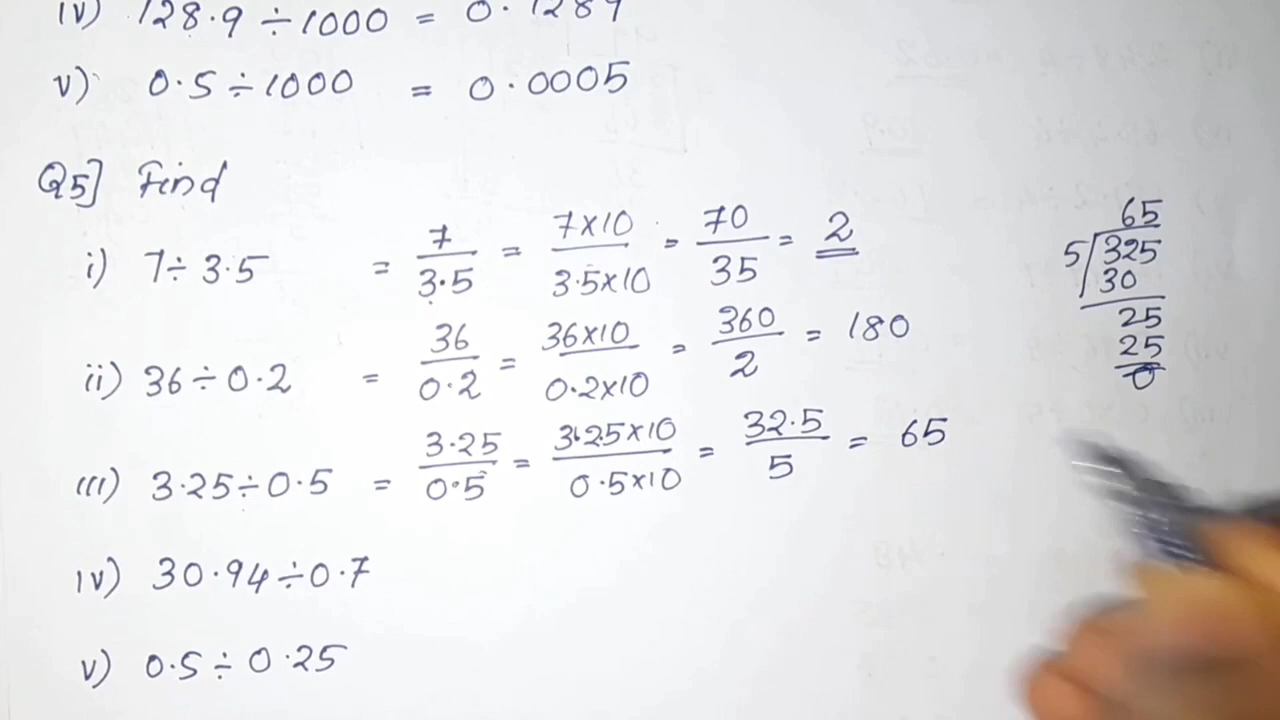 iv) 128.9 ÷ 1000 = 0.1289
v) 0.5 ÷ 1000 = 0.0005
Q5] Find
i) 7 ÷ 3.5 = 7/3.5 = 7×10/3.5×10 = 70/35 = 2
ii) 36 ÷ 0.2 = 36/0.2 = 36×10/0.2×10 = 360/2 = 180
iii) 3.25 ÷ 0.5 = 3.25/0.5 = 3.25×10/0.5×10 = 32.5/5 = 65
iv) 30.94 ÷ 0.7
v) 0.5 ÷ 0.25
65
5 325
30
25
25
0